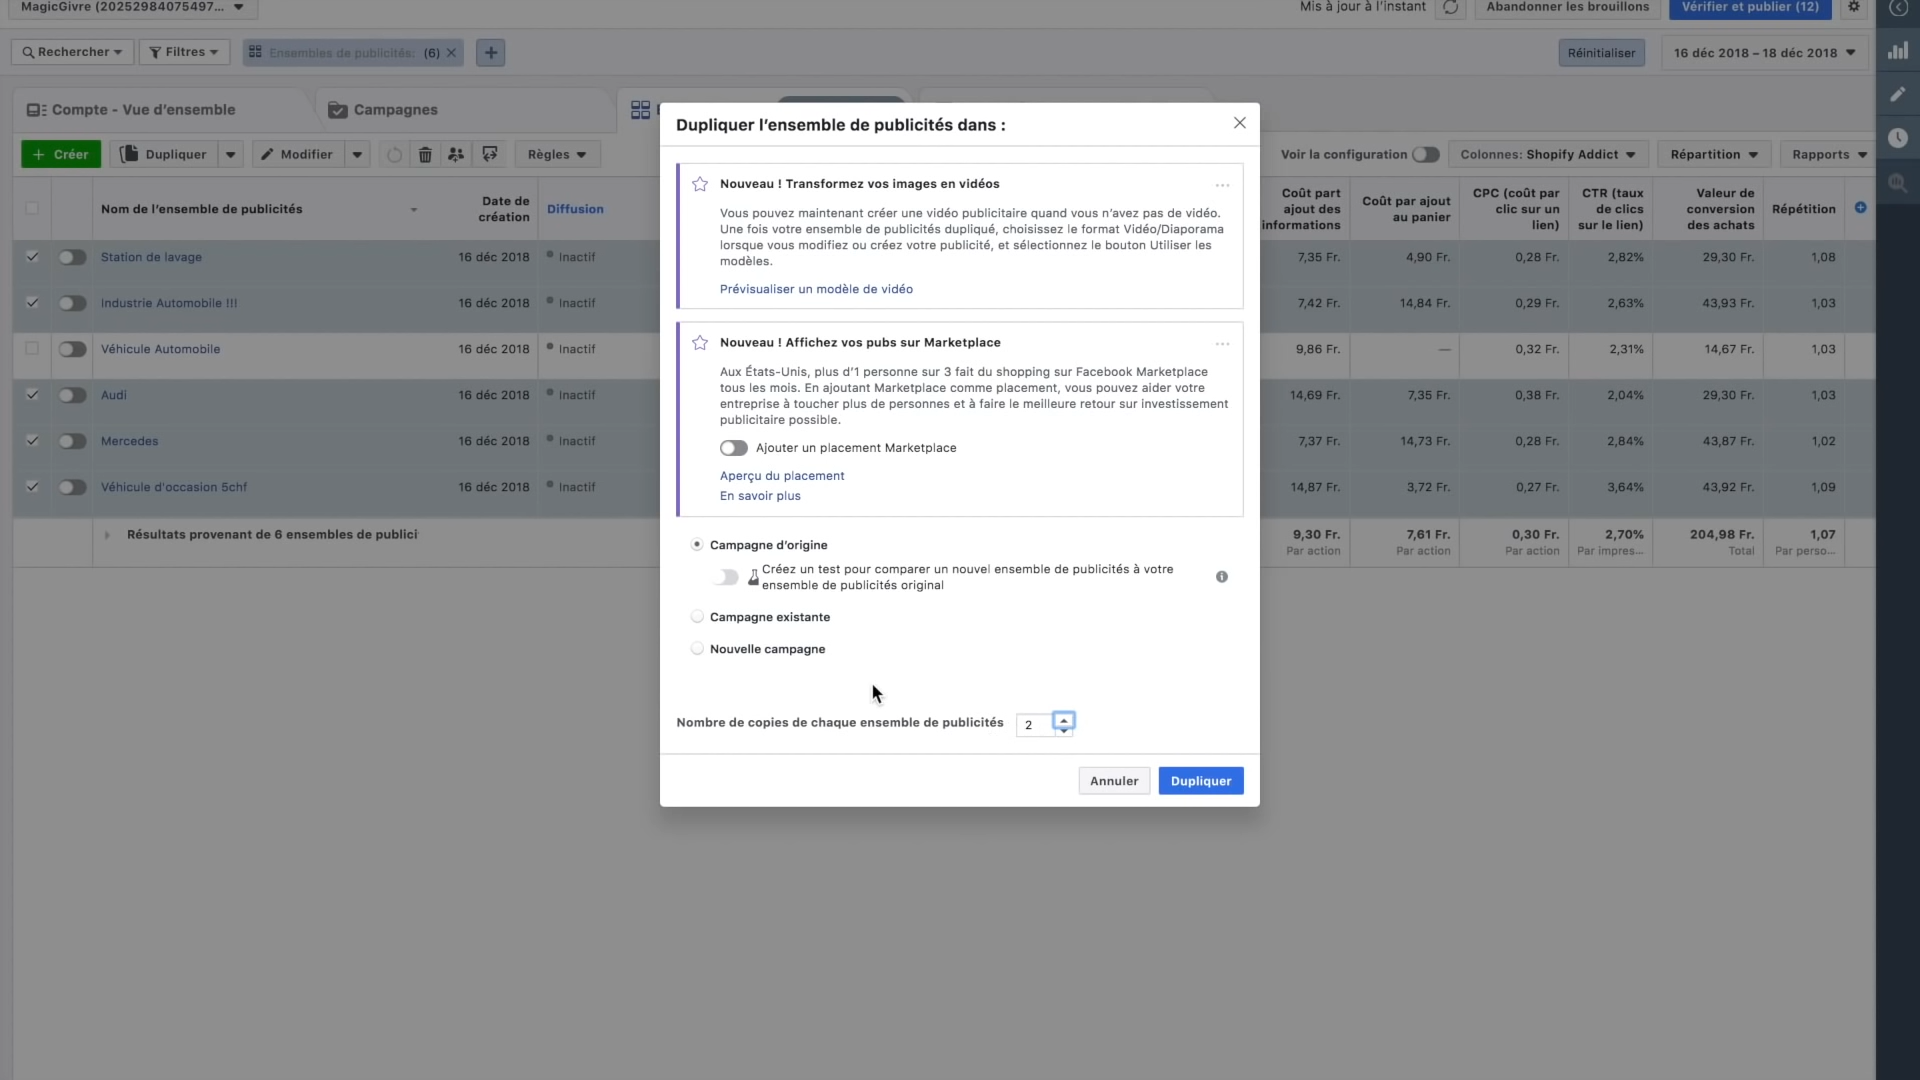 MagicGivre (20252984075497...
Mis à jour à l'instant
Abandonner les brouillons
Vérifier et publier (12)
Rechercher
Filtres
Ensembles de publicités: (6)
Réinitialiser
16 déc 2018 – 18 déc 2018
Compte - Vue d'ensemble
Campagnes
Créer
Dupliquer
Modifier
Règles
Voir la configuration
Colonnes: Shopify Addict
Répartition
Rapports
Nom de l'ensemble de publicités
Date de
création
Diffusion
Coût part
ajout des
informations
Coût par ajout
au panier
CPC (coût par
clic sur un
lien)
CTR (taux
de clics
sur le lien)
Valeur de
conversion
des achats
Répétition
Station de lavage 16 déc 2018 Inactif 7,35 Fr. 4,90 Fr. 0,28 Fr. 2,82% 29,30 Fr. 1,08
Industrie Automobile !!! 16 déc 2018 Inactif 7,42 Fr. 14,84 Fr. 0,29 Fr. 2,63% 43,93 Fr. 1,03
Véhicule Automobile 16 déc 2018 Inactif 9,86 Fr. — 0,32 Fr. 2,31% 14,67 Fr. 1,03
Audi 16 déc 2018 Inactif 14,69 Fr. 7,35 Fr. 0,38 Fr. 2,04% 29,30 Fr. 1,03
Mercedes 16 déc 2018 Inactif 7,37 Fr. 14,73 Fr. 0,28 Fr. 2,84% 43,87 Fr. 1,02
Véhicule d'occasion 5chf 16 déc 2018 Inactif 14,87 Fr. 3,72 Fr. 0,27 Fr. 3,64% 43,92 Fr. 1,09
Résultats provenant de 6 ensembles de publici 9,30 Fr. 7,61 Fr. 0,30 Fr. 2,70% 204,98 Fr. 1,07
Par action Par action Par action Par impres... Total Par perso...
Dupliquer l'ensemble de publicités dans :
Nouveau ! Transformez vos images en vidéos
Vous pouvez maintenant créer une vidéo publicitaire quand vous n'avez pas de vidéo.
Une fois votre ensemble de publicités dupliqué, choisissez le format Vidéo/Diaporama
lorsque vous modifiez ou créez votre publicité, et sélectionnez le bouton Utiliser les
modèles.
Prévisualiser un modèle de vidéo
Nouveau ! Affichez vos pubs sur Marketplace
Aux États-Unis, plus d'1 personne sur 3 fait du shopping sur Facebook Marketplace
tous les mois. En ajoutant Marketplace comme placement, vous pouvez aider votre
entreprise à toucher plus de personnes et à faire le meilleure retour sur investissement
publicitaire possible.
Ajouter un placement Marketplace
Aperçu du placement
En savoir plus
Campagne d'origine
Créez un test pour comparer un nouvel ensemble de publicités à votre
ensemble de publicités original
Campagne existante
Nouvelle campagne
Nombre de copies de chaque ensemble de publicités 2
Annuler
Dupliquer